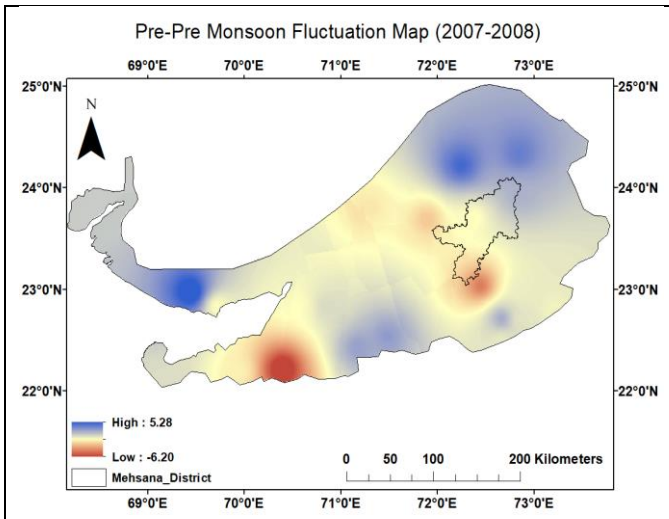 Pre-Pre Monsoon Fluctuation Map (2007-2008)
69°0'E 70°0'E 71°0'E 72°0'E 73°0'E
25°0'N 25°0'N
N
24°0'N 24°0'N
23°0'N 23°0'N
22°0'N 22°0'N
High : 5.28
Low : -6.20
Mehsana_District
0 50 100 200 Kilometers
69°0'E 70°0'E 71°0'E 72°0'E 73°0'E